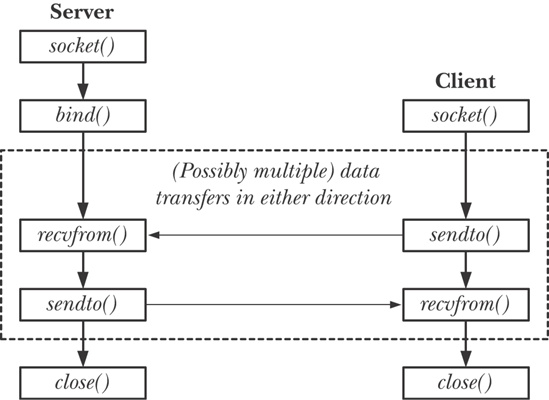 Server
socket()
Client
bind()
socket()
(Possibly multiple) data
transfers in either direction
recvfrom()
sendto()
sendto()
recvfrom()
close()
close()